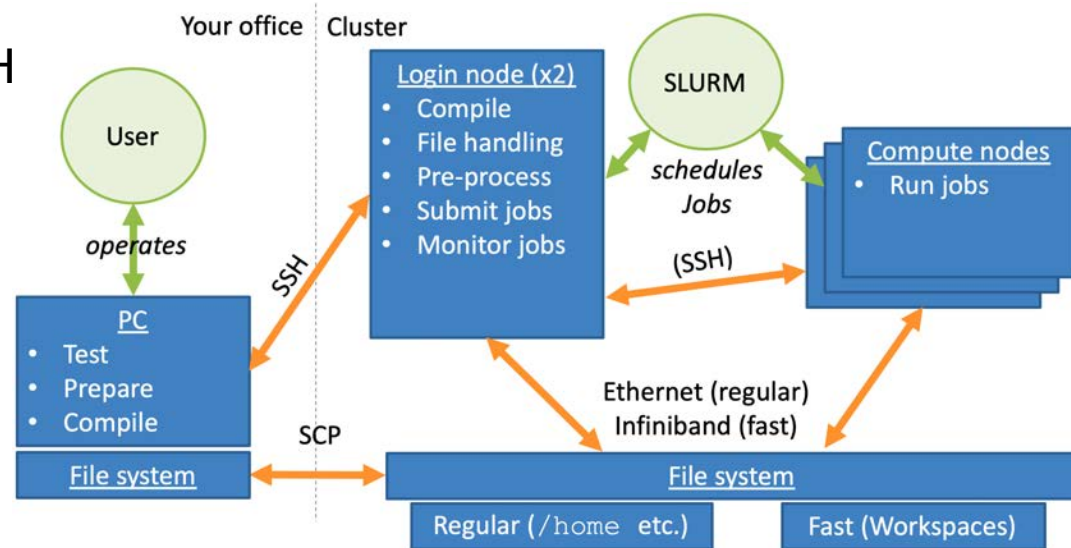 Your office
Cluster
H
User
operates
PC
• Test
• Prepare
• Compile
File system
SSH
SCP
Login node (x2)
• Compile
• File handling
• Pre-process
• Submit jobs
• Monitor jobs
SLURM
schedules
Jobs
(SSH)
Compute nodes
• Run jobs
Ethernet (regular)
Infiniband (fast)
File system
Regular (/home etc.)
Fast (Workspaces)